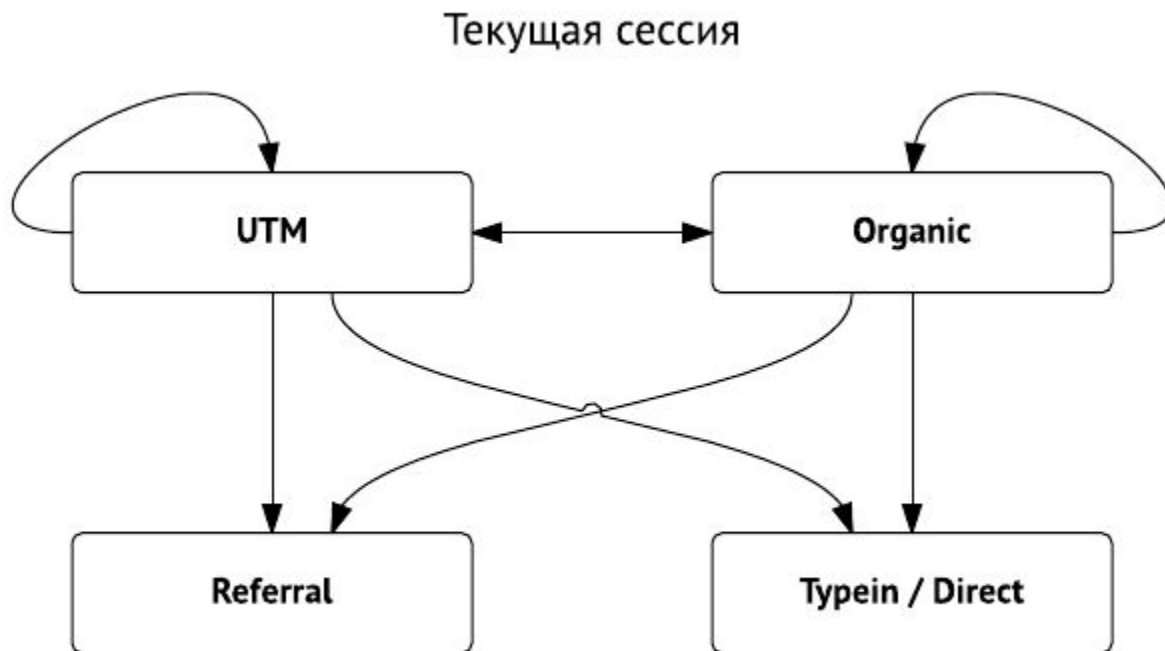 Текущая сессия
UTM
Organic
Referral
Typein / Direct